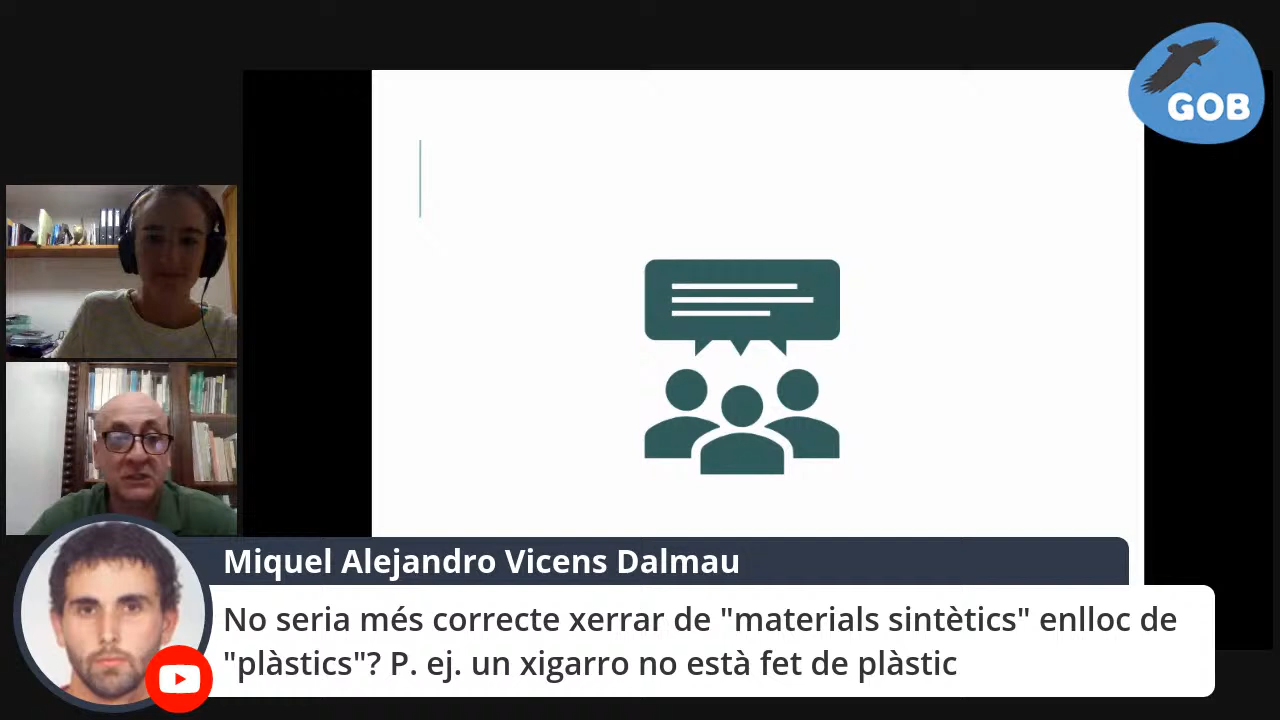 GOB
Miquel Alejandro Vicens Dalmau
No seria més correcte xerrar de "materials sintètics" enlloc de
"plàstics"? P. ej. un xigarro no està fet de plàstic